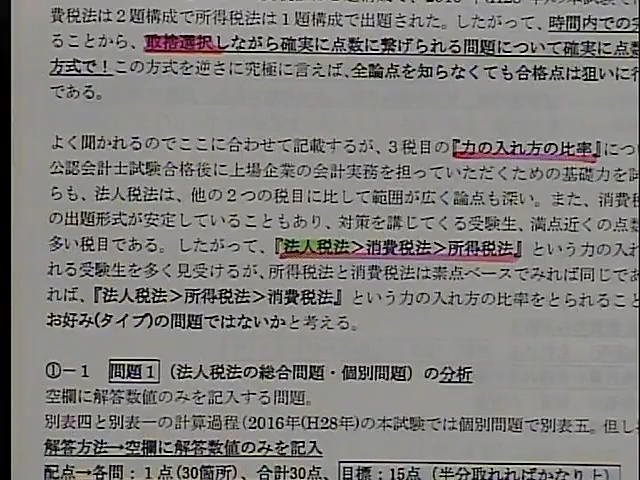 費税法は２題構成で所得税法は１題構成で出題された。したがって、時間内での
ることから、取捨選択しながら確実に点数に繋げられる問題について確実に点
方式で！この方式を逆さに究極に言えば、全論点を知らなくても合格点は狙いに
である。
よく聞かれるのでここに合わせて記載するが、３税目の『力の入れ方の比率』につ
公認会計士試験合格後に上場企業の会計実務を担っていただくための基礎力を試
らも、法人税法は、他の２つの税目に比して範囲が広く論点も深い。また、消費
の出題形式が安定していることもあり、対策を講じてくる受験生、満点近くの点
多い税目である。したがって、『法人税法＞消費税法＞所得税法』という力の入
れる受験生を多く見受けるが、所得税法と消費税法は素点ベースでみれば同じで
れば、『法人税法＞所得税法＞消費税法』という力の入れ方の比率をとられるこ
お好み(タイプ)の問題ではないかと考える。
①－１ 問題１ （法人税法の総合問題・個別問題）の分析
空欄に解答数値のみを記入する問題。
別表四と別表一の計算過程(2016年(H28年)の本試験では個別問題で別表五。但し
解答方法→空欄に解答数値のみを記入
配点→各問：１点(30箇所)、合計30点、目標：15点（半分取れればかなり上）